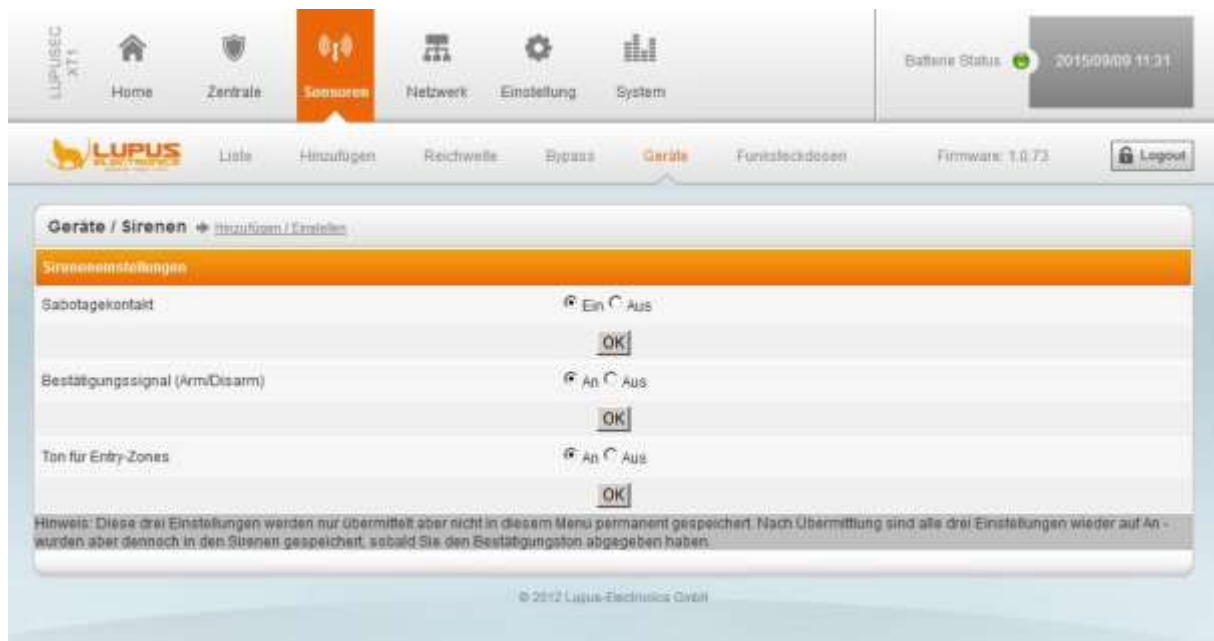 LUPUSEC
XT1
Home
Zentrale
Sensoren
Netzwerk
Einstellung
System
Batterie Status
2015/09/09 11:31
LUPUS
ELECTRONICS
Liste
Hinzufügen
Reichweite
Bypass
Geräte
Funksteckdosen
Firmware: 1.0.73
Logout
Geräte / Sirenen
Hinzufügen / Einstellen
Sireneneinstellungen
Sabotagekontakt
Ein Aus
OK
Bestätigungssignal (Arm/Disarm)
An Aus
OK
Ton für Entry-Zones
An Aus
OK
Hinweis: Diese drei Einstellungen werden nur übermittelt aber nicht in diesem Menü permanent gespeichert. Nach Übermittlung sind alle drei Einstellungen wieder auf An -
wurden aber dennoch in den Sirenen gespeichert, sobald Sie den Bestätigungston abgegeben haben.
© 2012 Lupus-Electronics GmbH